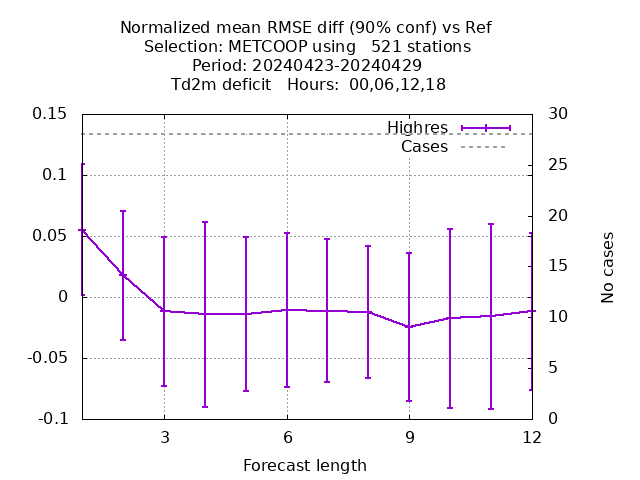 Normalized mean RMSE diff (90% conf) vs Ref
Selection: METCOOP using   521 stations
Period: 20240423-20240429
Td2m deficit   Hours:  00,06,12,18
0.15
0.1
0.05
0
-0.05
-0.1
30
25
20
15
10
5
0
Highres
Cases
No cases
3
6
9
12
Forecast length